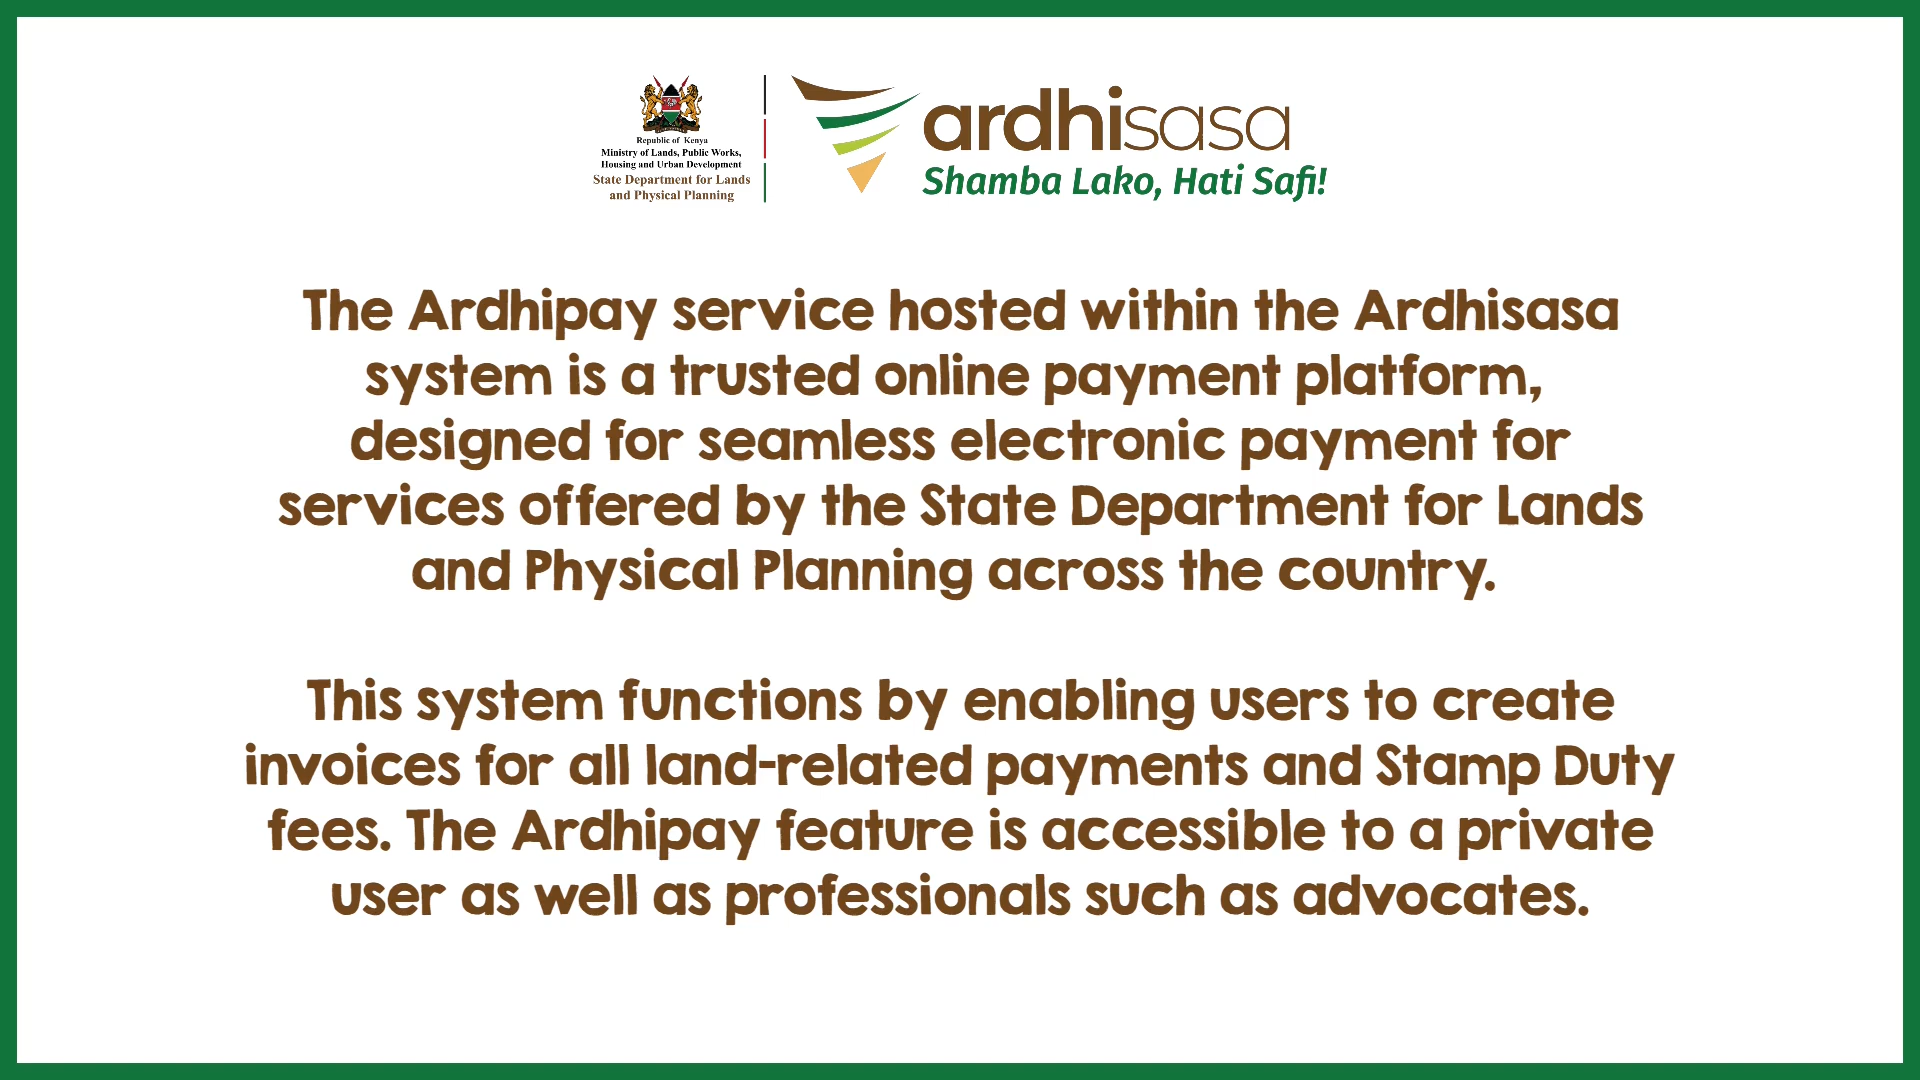 Republic of Kenya
Ministry of Lands, Public Works,
Housing and Urban Development
State Department for Lands
and Physical Planning
ardhisasa
Shamba Lako, Hati Safi!
The Ardhipay service hosted within the Ardhisasa
system is a trusted online payment platform,
designed for seamless electronic payment for
services offered by the State Department for Lands
and Physical Planning across the country.
This system functions by enabling users to create
invoices for all land-related payments and Stamp Duty
fees. The Ardhipay feature is accessible to a private
user as well as professionals such as advocates.